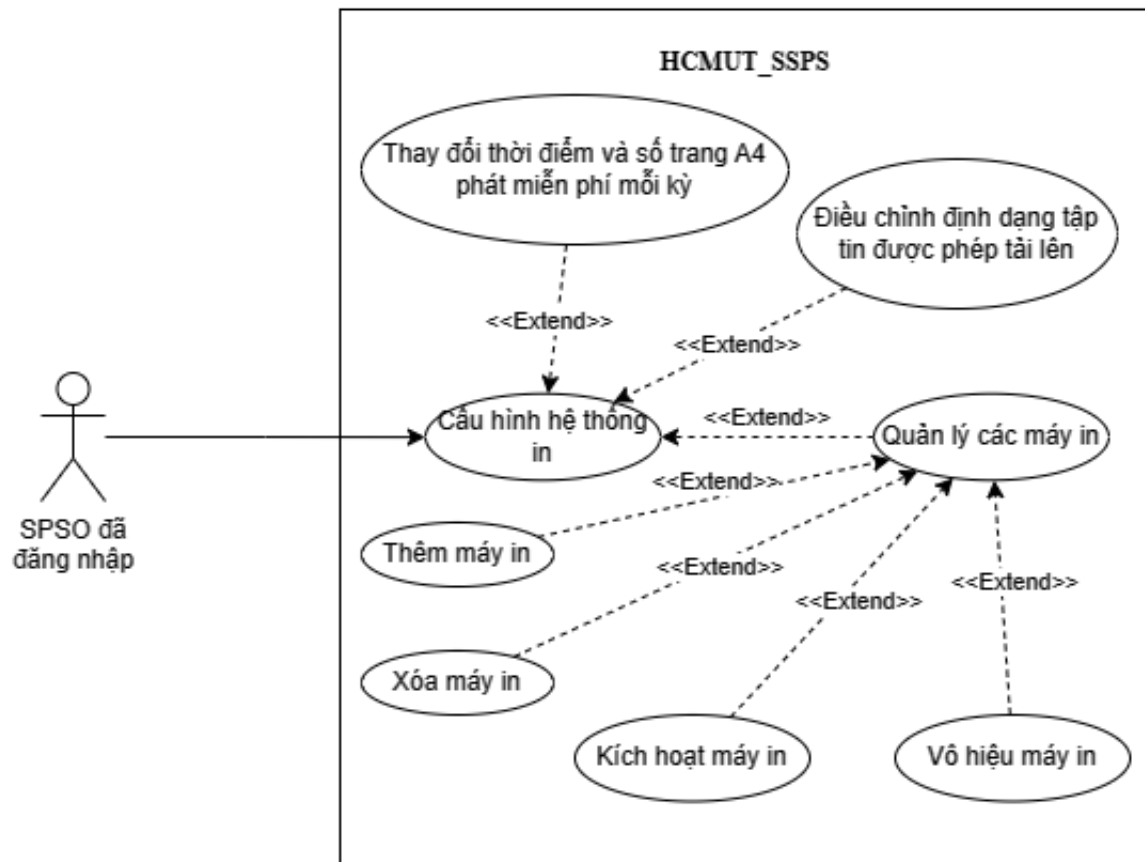 HCMUT_SSPS
Thay đổi thời điểm và số trang A4
phát miễn phí mỗi kỳ
Điều chỉnh định dạng tập
tin được phép tải lên
<<Extend>>
<<Extend>>
Cấu hình hệ thống
in
<<Extend>>
Quản lý các máy in
SPSO đã
đăng nhập
<<Extend>>
Thêm máy in
<<Extend>>
<<Extend>>
<<Extend>>
Xóa máy in
Kích hoạt máy in
Vô hiệu máy in